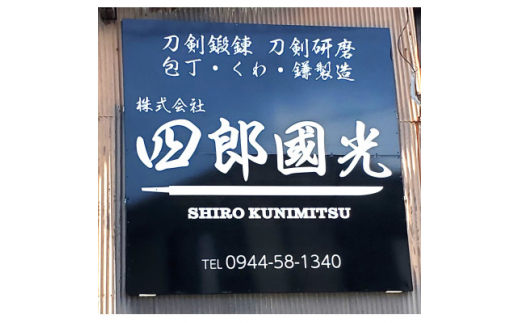 刀剣鍛錬 刀剣研磨
包丁・くわ・鎌製造
株式会社
四郎國光
SHIRO KUNIMITSU
TEL 0944-58-1340